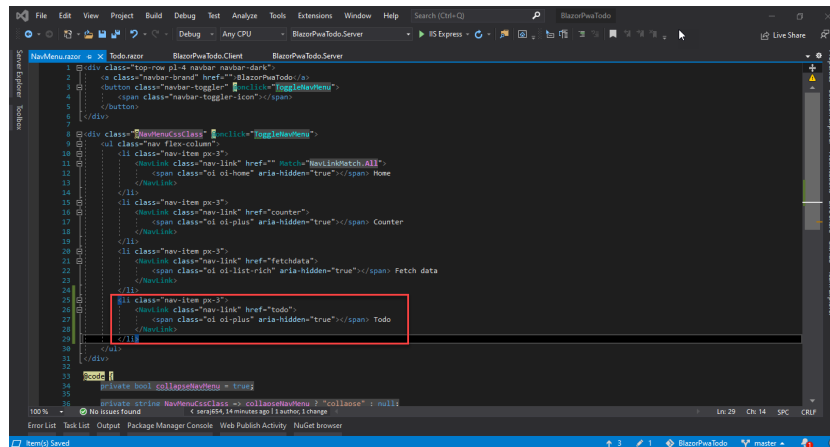 File Edit View Project Build Debug Test Analyze Tools Extensions Window Help Search (Ctrl+Q) BlazorPwaTodo
Debug Any CPU BlazorPwaTodo.Server IIS Express Live Share
NavMenu.razor Todo.razor BlazorPwaTodo.Client BlazorPwaTodo.Server
Server Explorer
Toolbox
1 <div class="top-row pl-4 navbar navbar-dark">
2 <a class="navbar-brand" href="">BlazorPwaTodo</a>
3 <button class="navbar-toggler" @onclick="ToggleNavMenu">
4 <span class="navbar-toggler-icon"></span>
5 </button>
6 </div>
7
8 <div class="@NavMenuCssClass" @onclick="ToggleNavMenu">
9 <ul class="nav flex-column">
10 <li class="nav-item px-3">
11 <NavLink class="nav-link" href="" Match="NavLinkMatch.All">
12 <span class="oi oi-home" aria-hidden="true"></span> Home
13 </NavLink>
14 </li>
15 <li class="nav-item px-3">
16 <NavLink class="nav-link" href="counter">
17 <span class="oi oi-plus" aria-hidden="true"></span> Counter
18 </NavLink>
19 </li>
20 <li class="nav-item px-3">
21 <NavLink class="nav-link" href="fetchdata">
22 <span class="oi oi-list-rich" aria-hidden="true"></span> Fetch data
23 </NavLink>
24 </li>
25 <li class="nav-item px-3">
26 <NavLink class="nav-link" href="todo">
27 <span class="oi oi-plus" aria-hidden="true"></span> Todo
28 </NavLink>
29 </li>
30 </ul>
31 </div>
32
33 @code {
34 private bool collapseNavMenu = true;
35
36 private string NavMenuCssClass => collapseNavMenu ? "collapse" : null;
100 % No issues found seraj654, 14 minutes ago | 1 author, 1 change Ln: 29 Ch: 14 SPC CRLF
Error List Task List Output Package Manager Console Web Publish Activity NuGet browser
Item(s) Saved 3 1 BlazorPwaTodo master